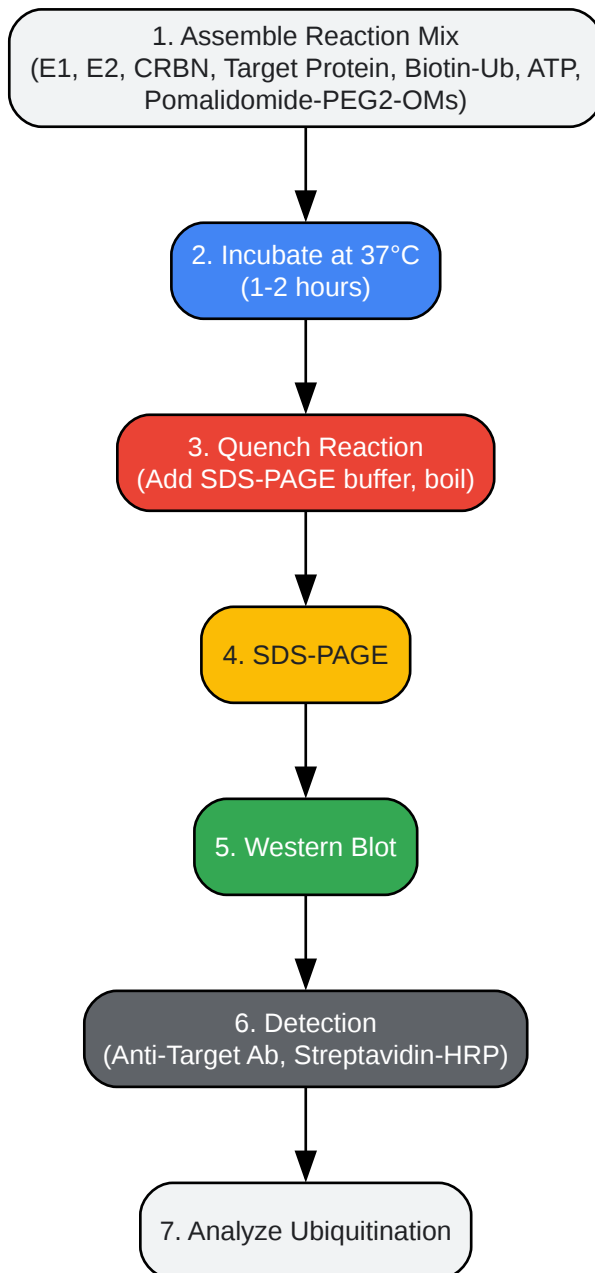 1. Assemble Reaction Mix
(E1, E2, CRBN, Target Protein, Biotin-Ub, ATP,
Pomalidomide-PEG2-OMs)
2. Incubate at 37°C
(1-2 hours)
3. Quench Reaction
(Add SDS-PAGE buffer, boil)
4. SDS-PAGE
5. Western Blot
6. Detection
(Anti-Target Ab, Streptavidin-HRP)
7. Analyze Ubiquitination